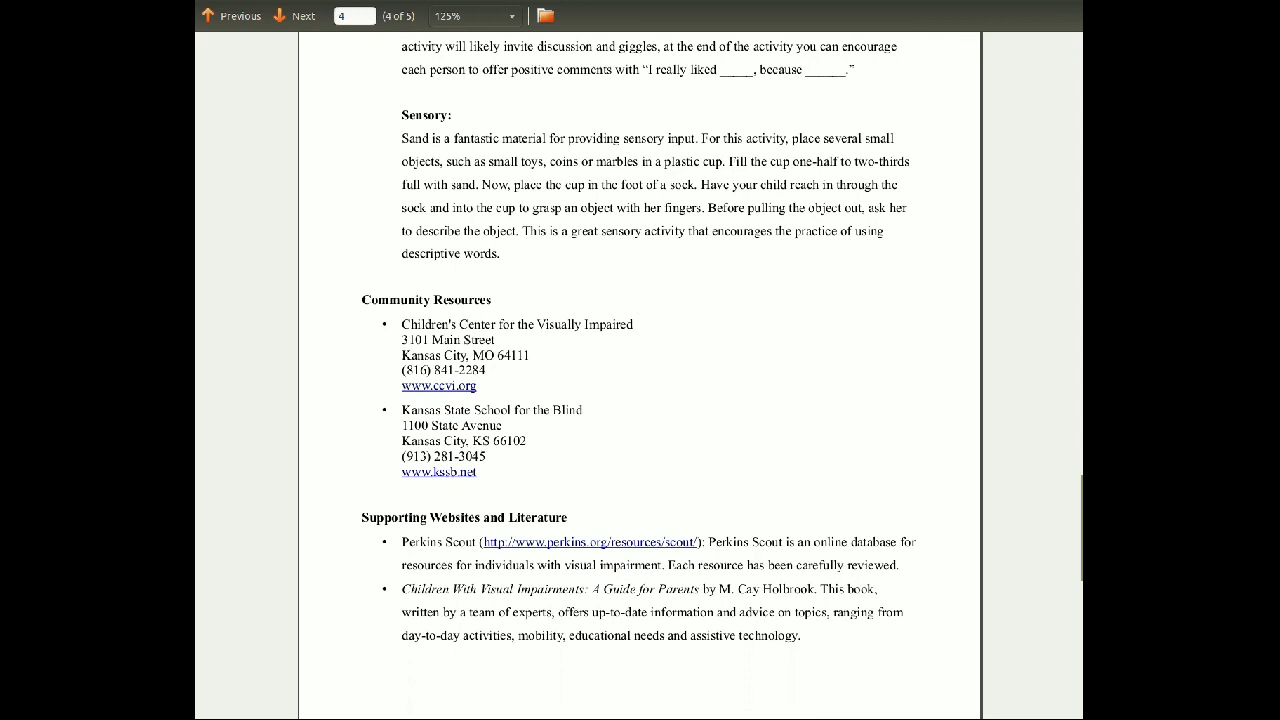 Previous Next 4 (4 of 5) 125%
activity will likely invite discussion and giggles, at the end of the activity you can encourage
each person to offer positive comments with “I really liked _____, because ______.”
Sensory:
Sand is a fantastic material for providing sensory input. For this activity, place several small
objects, such as small toys, coins or marbles in a plastic cup. Fill the cup one-half to two-thirds
full with sand. Now, place the cup in the foot of a sock. Have your child reach in through the
sock and into the cup to grasp an object with her fingers. Before pulling the object out, ask her
to describe the object. This is a great sensory activity that encourages the practice of using
descriptive words.
Community Resources
• Children's Center for the Visually Impaired
3101 Main Street
Kansas City, MO 64111
(816) 841-2284
www.ccvi.org
• Kansas State School for the Blind
1100 State Avenue
Kansas City, KS 66102
(913) 281-3045
www.kssb.net
Supporting Websites and Literature
• Perkins Scout (http://www.perkins.org/resources/scout/): Perkins Scout is an online database for
resources for individuals with visual impairment. Each resource has been carefully reviewed.
• Children With Visual Impairments: A Guide for Parents by M. Cay Holbrook. This book,
written by a team of experts, offers up-to-date information and advice on topics, ranging from
day-to-day activities, mobility, educational needs and assistive technology.